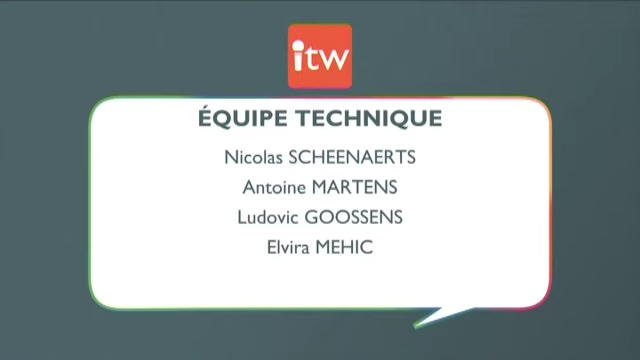 itw
ÉQUIPE TECHNIQUE
Nicolas SCHEENAERTS
Antoine MARTENS
Ludovic GOOSSENS
Elvira MEHIC